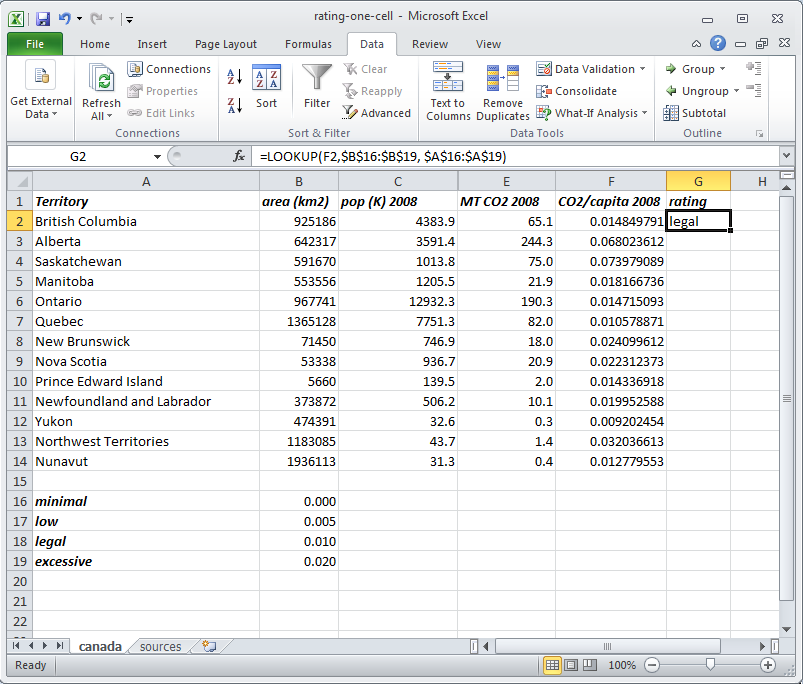 rating-one-cell - Microsoft Excel
File Home Insert Page Layout Formulas Data Review View
Get External Data
Refresh All
Connections
Properties
Edit Links
Connections
Sort
Filter
Clear
Reapply
Advanced
Sort & Filter
Text to Columns
Remove Duplicates
Data Validation
Consolidate
What-If Analysis
Data Tools
Group
Ungroup
Subtotal
Outline
G2 fx =LOOKUP(F2,$B$16:$B$19, $A$16:$A$19)
A B C E F G H
1 Territory area (km2) pop (K) 2008 MT CO2 2008 CO2/capita 2008 rating
2 British Columbia 925186 4383.9 65.1 0.014849791 legal
3 Alberta 642317 3591.4 244.3 0.068023612
4 Saskatchewan 591670 1013.8 75.0 0.073979089
5 Manitoba 553556 1205.5 21.9 0.018166736
6 Ontario 967741 12932.3 190.3 0.014715093
7 Quebec 1365128 7751.3 82.0 0.010578871
8 New Brunswick 71450 746.9 18.0 0.024099612
9 Nova Scotia 53338 936.7 20.9 0.022312373
10 Prince Edward Island 5660 139.5 2.0 0.014336918
11 Newfoundland and Labrador 373872 506.2 10.1 0.019952588
12 Yukon 474391 32.6 0.3 0.009202454
13 Northwest Territories 1183085 43.7 1.4 0.032036613
14 Nunavut 1936113 31.3 0.4 0.012779553
15
16 minimal 0.000
17 low 0.005
18 legal 0.010
19 excessive 0.020
20
21
22
canada sources
Ready 100%